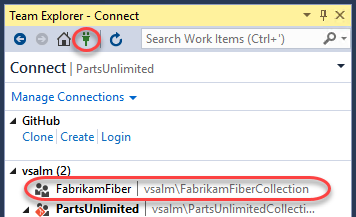 Team Explorer - Connect
Search Work Items (Ctrl+')
Connect | PartsUnlimited
Manage Connections
GitHub
Clone Create Login
vsalm (2)
FabrikamFiber | vsalm\FabrikamFiberCollection
PartsUnlimited | vsalm\PartsUnlimitedCollecti...